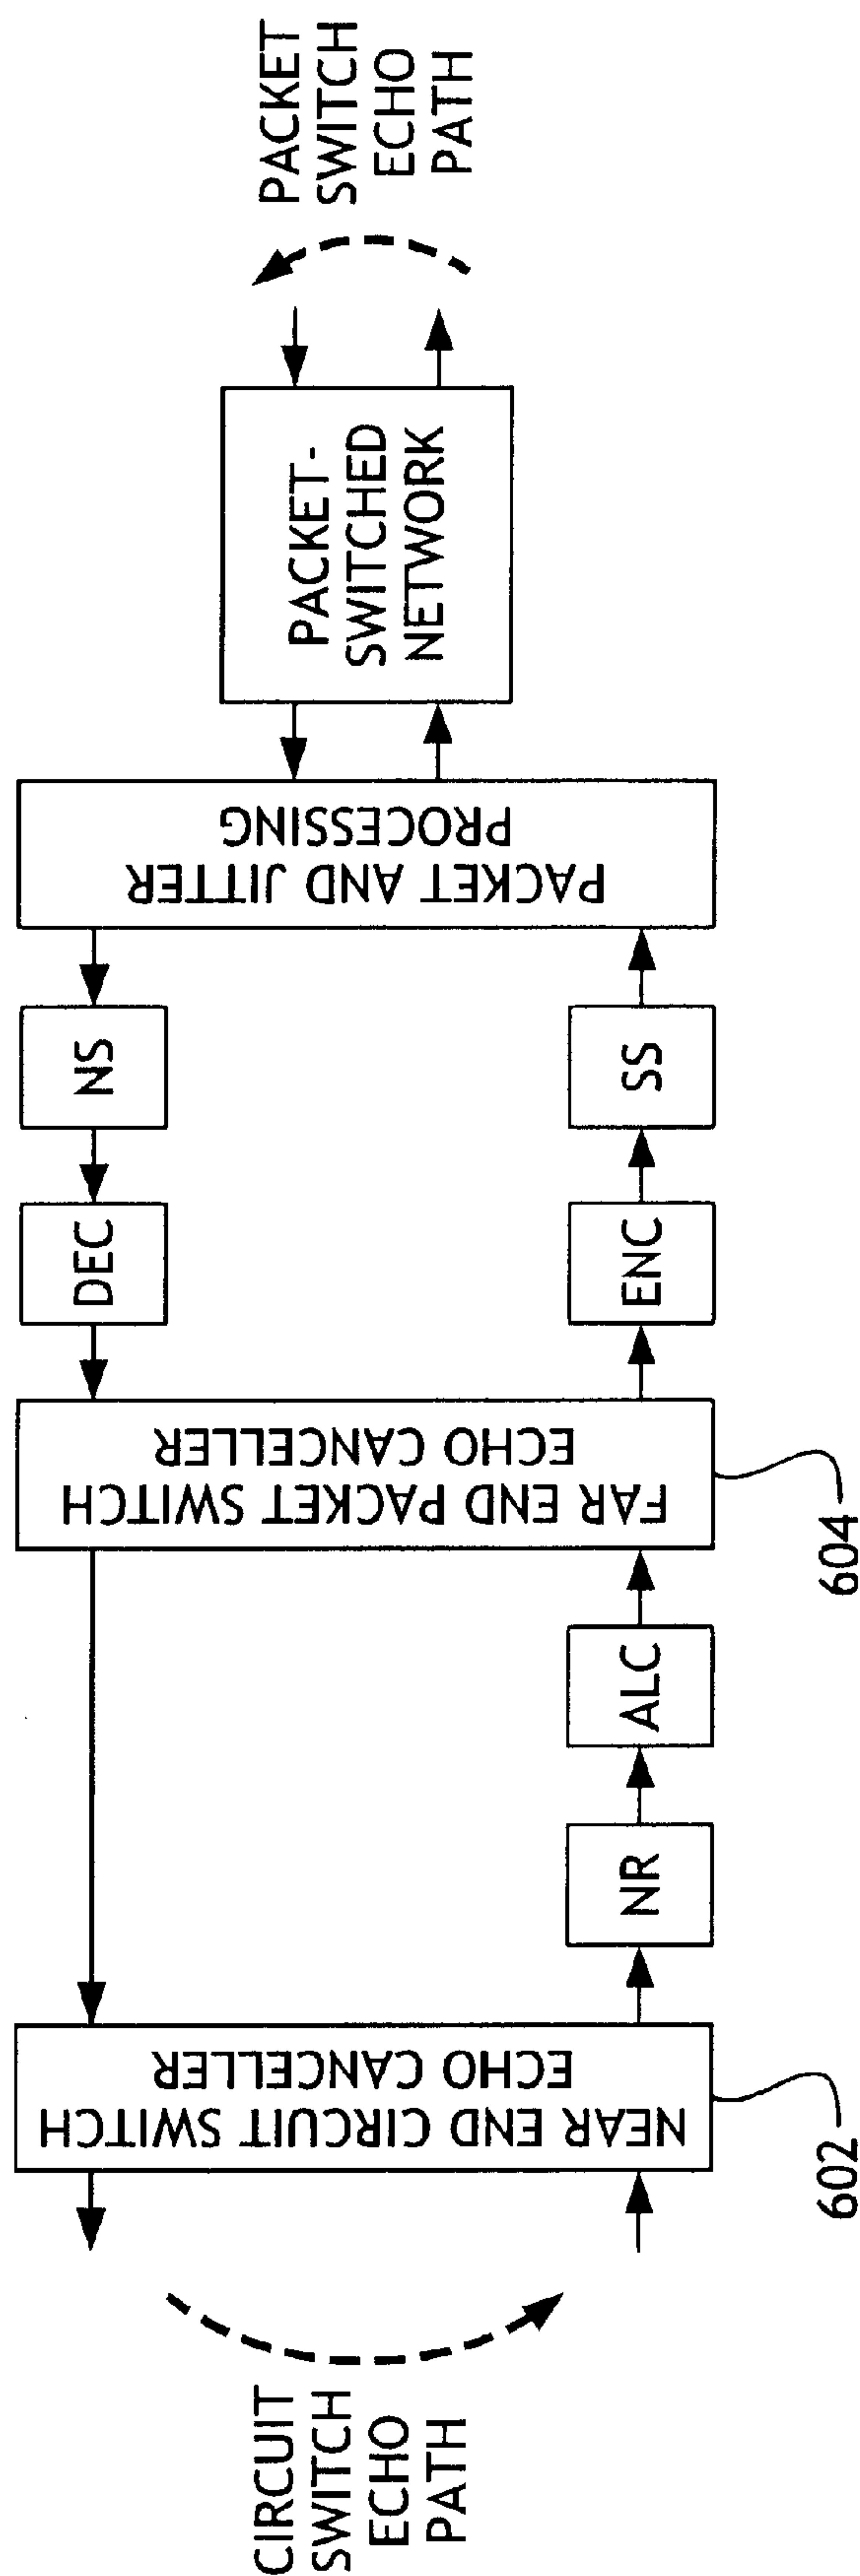 CIRCUIT
SWITCH
ECHO
PATH
NEAR END CIRCUIT SWITCH
ECHO CANCELLER
602
NR
ALC
FAR END PACKET SWITCH
ECHO CANCELLER
604
DEC
NS
ENC
SS
PACKET AND JITTER
PROCESSING
PACKET-
SWITCHED
NETWORK
PACKET
SWITCH
ECHO
PATH